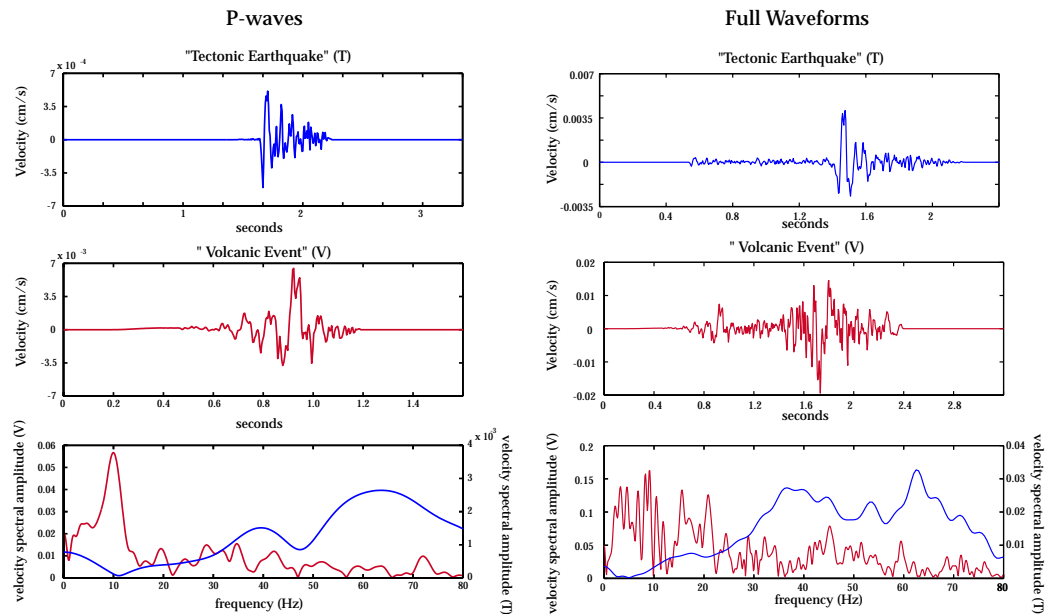 P-waves
Full Waveforms
"Tectonic Earthquake" (T)
7 x 10 -4
3.5
0
-3.5
-7
Velocity (cm/s)
0 1 2 3
seconds
"Tectonic Earthquake" (T)
0.007
0.0035
0
-0.0035
Velocity (cm/s)
0 0.4 0.8 1.2 1.6 2
seconds
" Volcanic Event" (V)
7 x 10 -3
3.5
0
-3.5
-7
Velocity (cm/s)
0 0.2 0.4 0.6 0.8 1.0 1.2 1.4
seconds
" Volcanic Event" (V)
0.02
0.01
0
-0.01
-0.02
Velocity (cm/s)
0 0.4 0.8 1.2 1.6 2 2.4 2.8
seconds
velocity spectral amplitude (V)
0.06
0.05
0.04
0.03
0.02
0.01
0
0 10 20 30 40 50 60 70 80
frequency (Hz)
4 x 10 3
3
2
1
0
velocity spectral amplitude (T)
velocity spectral amplitude (V)
0.2
0.15
0.1
0.05
0
0 10 20 30 40 50 60 70 80
frequency (Hz)
0.04
0.03
0.02
0.01
velocity spectral amplitude (T)